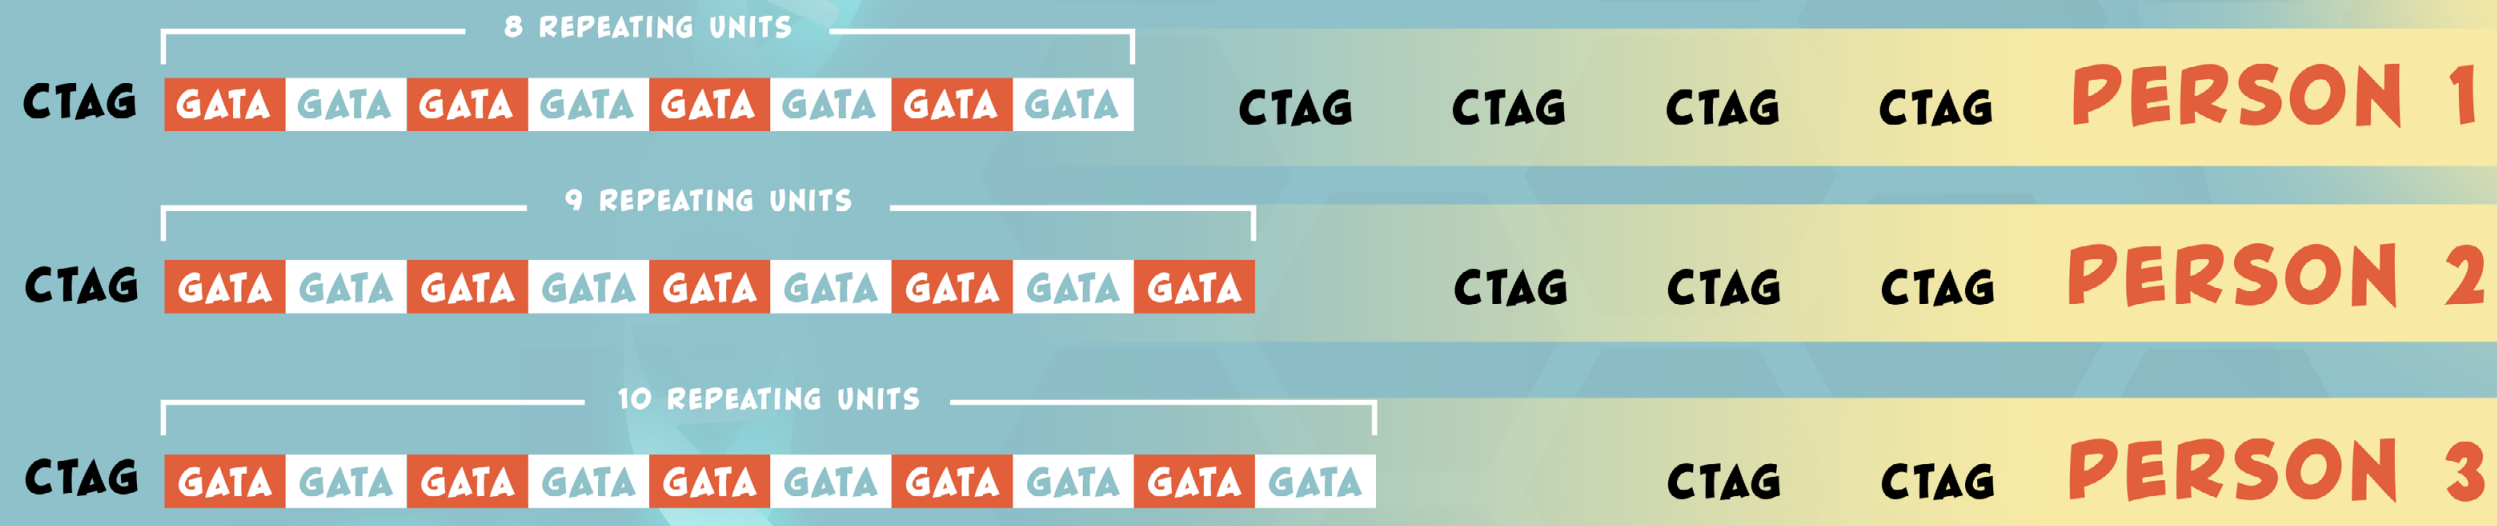 8 REPEATING UNITS
CTAG GATA GATA GATA GATA GATA GATA GATA GATA CTAG CTAG CTAG CTAG PERSON 1
9 REPEATING UNITS
CTAG GATA GATA GATA GATA GATA GATA GATA GATA GATA CTAG CTAG CTAG PERSON 2
10 REPEATING UNITS
CTAG GATA GATA GATA GATA GATA GATA GATA GATA GATA GATA CTAG CTAG PERSON 3